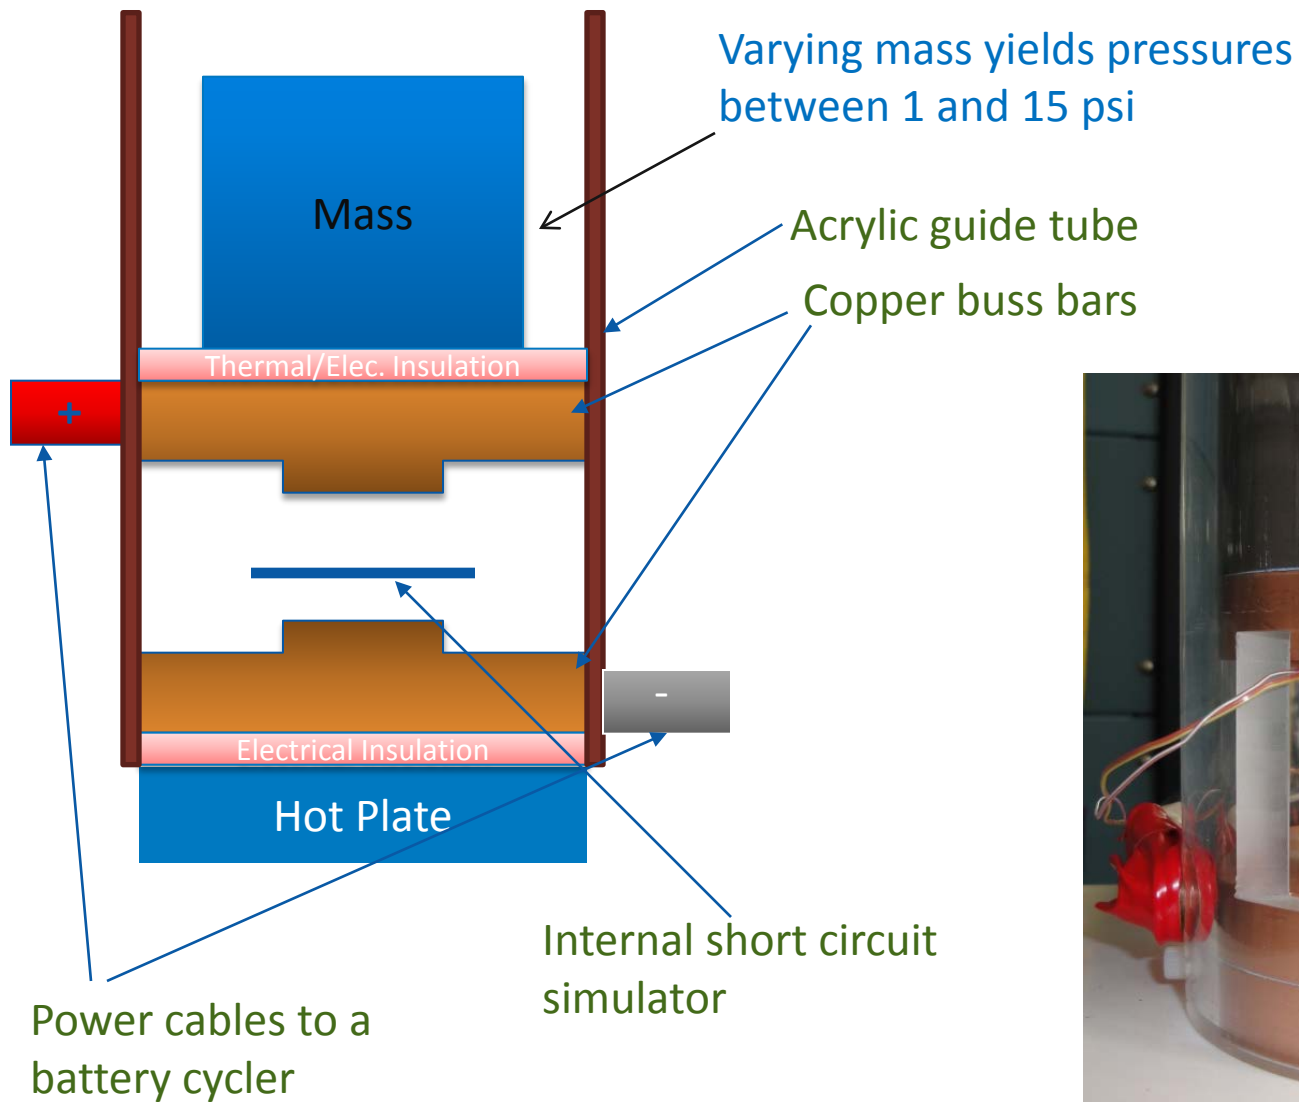 Varying mass yields pressures
between 1 and 15 psi
Mass
Acrylic guide tube
Copper buss bars
Thermal/Elec. Insulation
+
-
Electrical Insulation
Hot Plate
Internal short circuit
simulator
Power cables to a
battery cycler